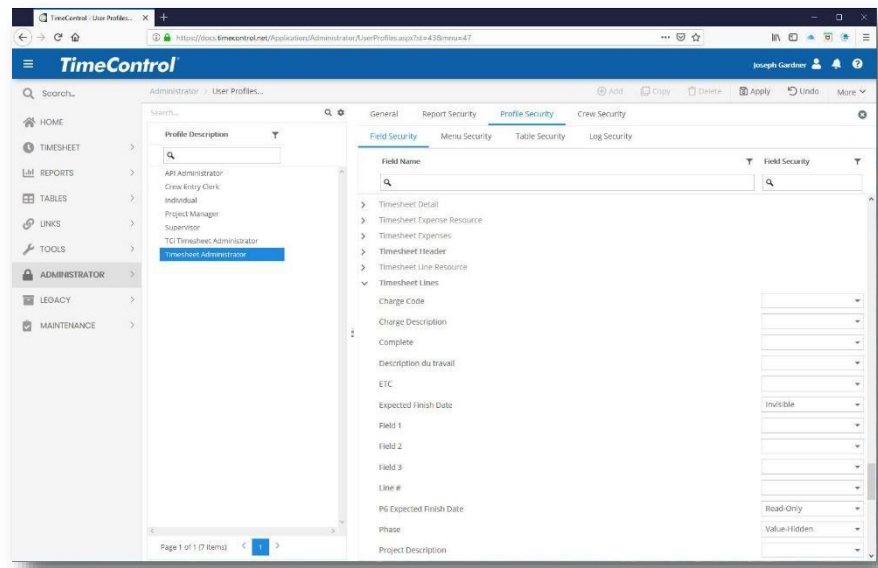 TimeControl - User Profiles...
https://docs.timecontrol.net/Application/Administrator/UserProfiles.aspx?st=438mnu=47
TimeControl
Joseph Gardner
Search...
Administrator > User Profiles...
Add
Copy
Delete
Apply
Undo
More
HOME
TIMESHEET
REPORTS
TABLES
LINKS
TOOLS
ADMINISTRATOR
LEGACY
MAINTENANCE
Search...
Profile Description
API Administrator
Crew Entry Clerk
Individual
Project Manager
Supervisor
TCI Timesheet Administrator
Timesheet Administrator
Page 1 of 1 (7 items) < 1 >
General Report Security Profile Security Crew Security
Field Security Menu Security Table Security Log Security
Field Name Field Security
Timesheet Detail
Timesheet Expense Resource
Timesheet Expenses
Timesheet Header
Timesheet Line Resource
Timesheet Lines
Charge Code
Charge Description
Complete
Description du travail
ETC
Expected Finish Date Invisible
Field 1
Field 2
Field 3
Line #
P6 Expected Finish Date Read-Only
Phase Value-Hidden
Project Description